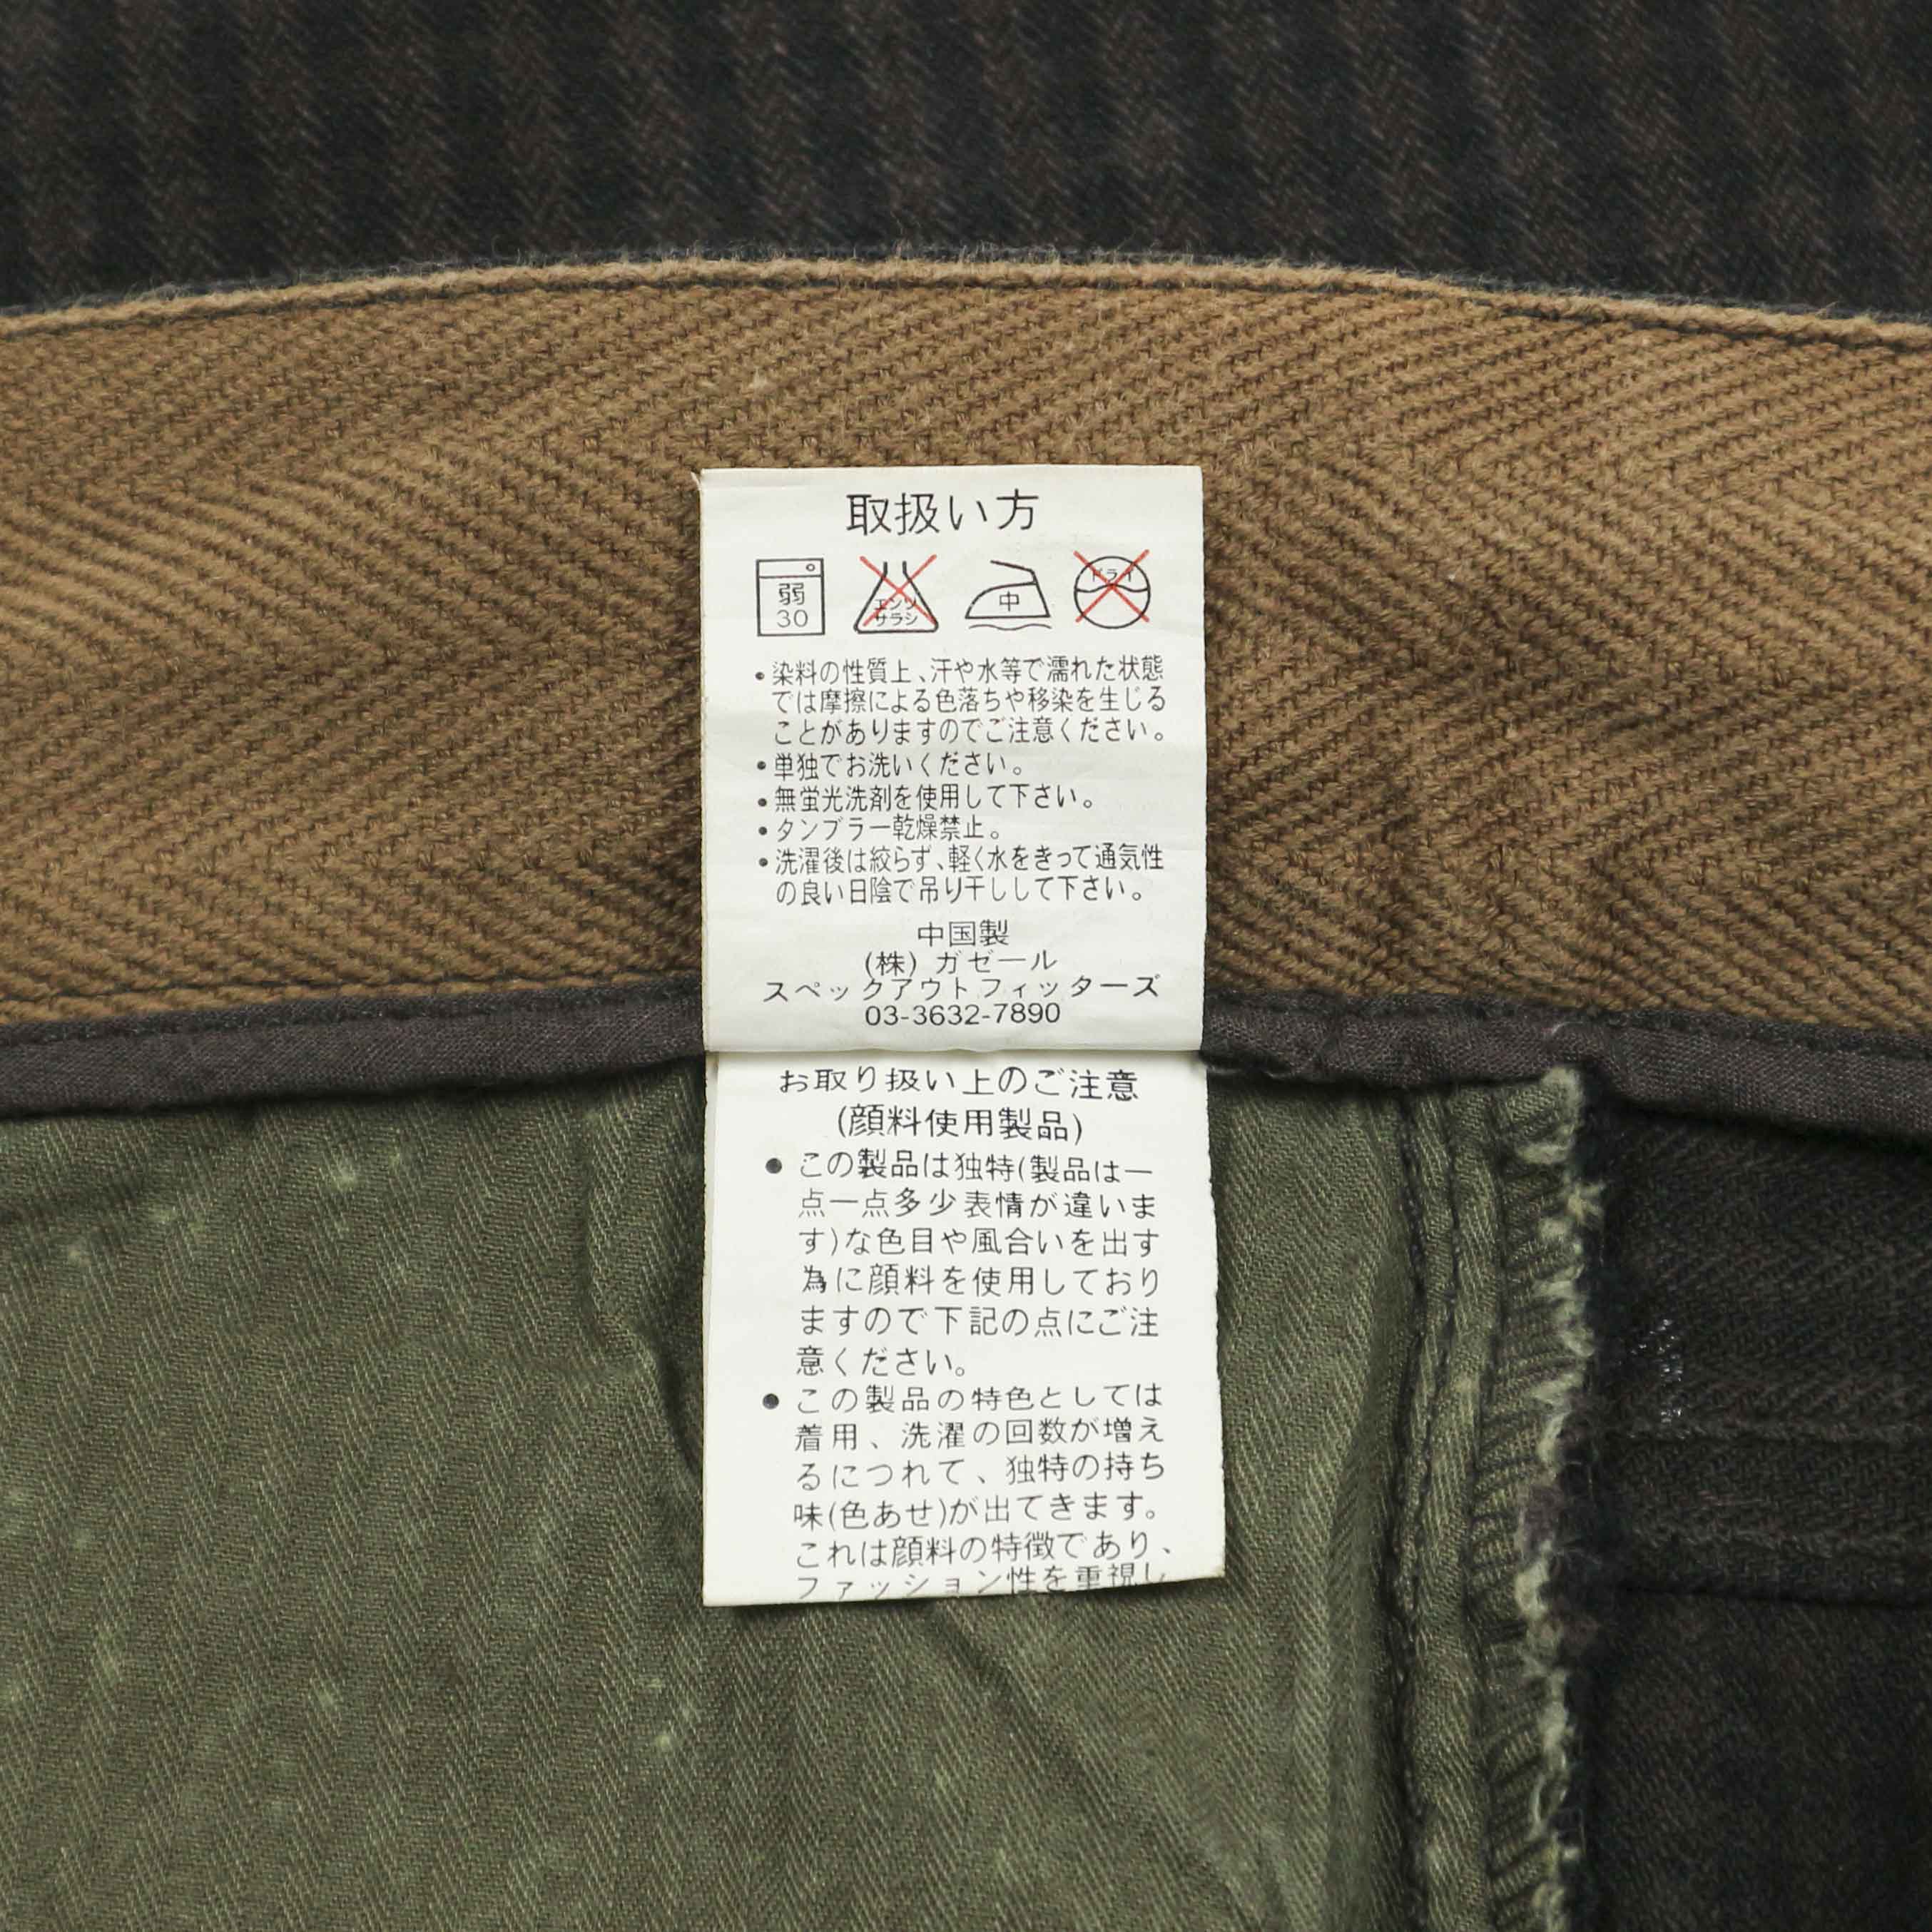 取扱い方
弱
30
エンソ
サラシ
中
ドライ
•染料の性質上、汗や水等で濡れた状態
では摩擦による色落ちや移染を生じる
ことがありますのでご注意ください。
•単独でお洗いください。
•無蛍光洗剤を使用して下さい。
•タンブラー乾燥禁止。
•洗濯後は絞らず、軽く水をきって通気性
の良い日陰で吊り干しして下さい。
中国製
(株) ガゼール
スペックアウトフィッターズ
03-3632-7890
お取り扱い上のご注意
(顔料使用製品)
● この製品は独特(製品は一
点一点多少表情が違いま
す)な色目や風合いを出す
為に顔料を使用しており
ますので下記の点にご注
意ください。
● この製品の特色としては
着用、洗濯の回数が増え
るにつれて、独特の持ち
味(色あせ)が出てきます。
これは顔料の特徴であり、
ファッション性を重視し